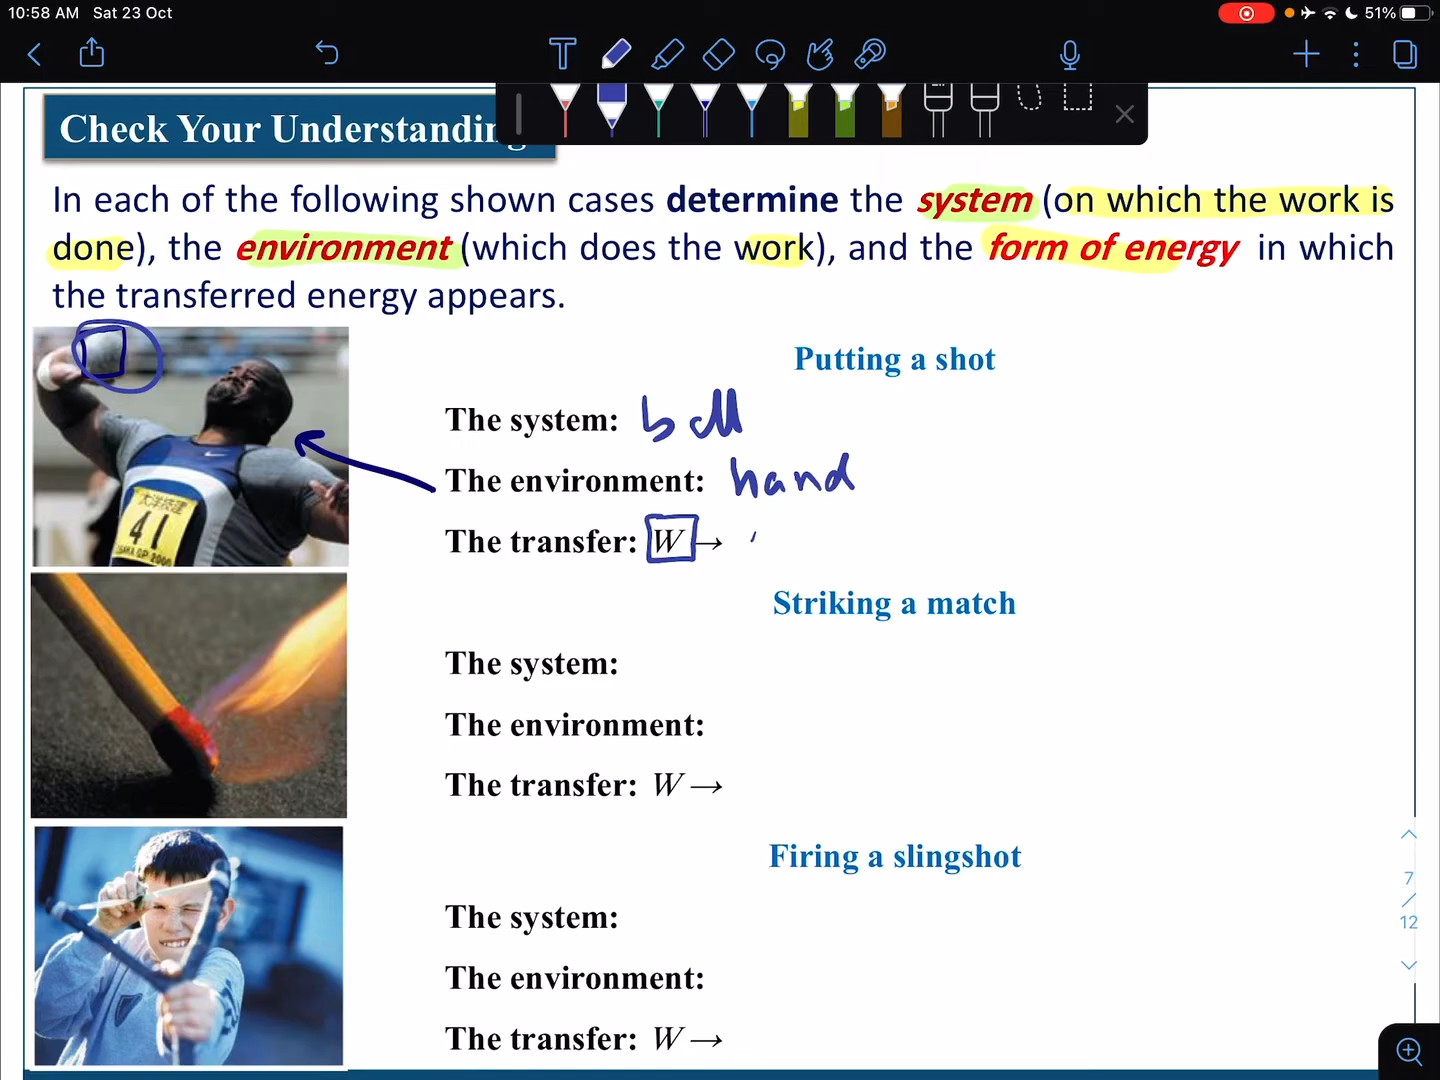 10:58 AM Sat 23 Oct
51%
Check Your Understanding
In each of the following shown cases determine the system (on which the work is
done), the environment (which does the work), and the form of energy in which
the transferred energy appears.
Putting a shot
The system: ball
The environment: hand
The transfer: W →
41
Striking a match
The system:
The environment:
The transfer: W →
Firing a slingshot
The system:
The environment:
The transfer: W →
7
/
12